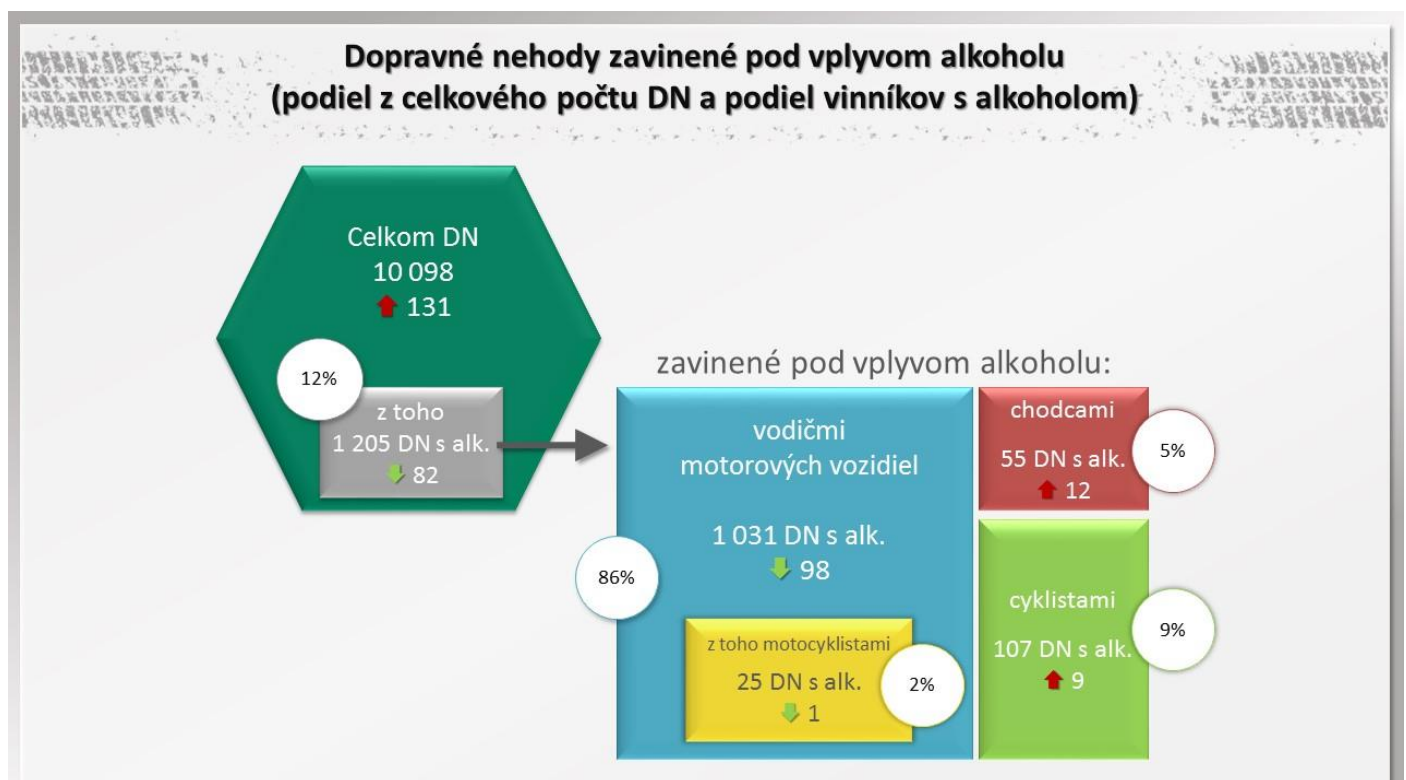 Dopravné nehody zavinené pod vplyvom alkoholu
(podiel z celkového počtu DN a podiel vinníkov s alkoholom)
Celkom DN
10 098
131
12%
z toho
1 205 DN s alk.
82
zavinené pod vplyvom alkoholu:
vodičmi
motorových vozidiel
1 031 DN s alk.
98
86%
z toho motocyklistami
25 DN s alk.
1
2%
chodcami
55 DN s alk.
12
5%
cyklistami
107 DN s alk.
9
9%